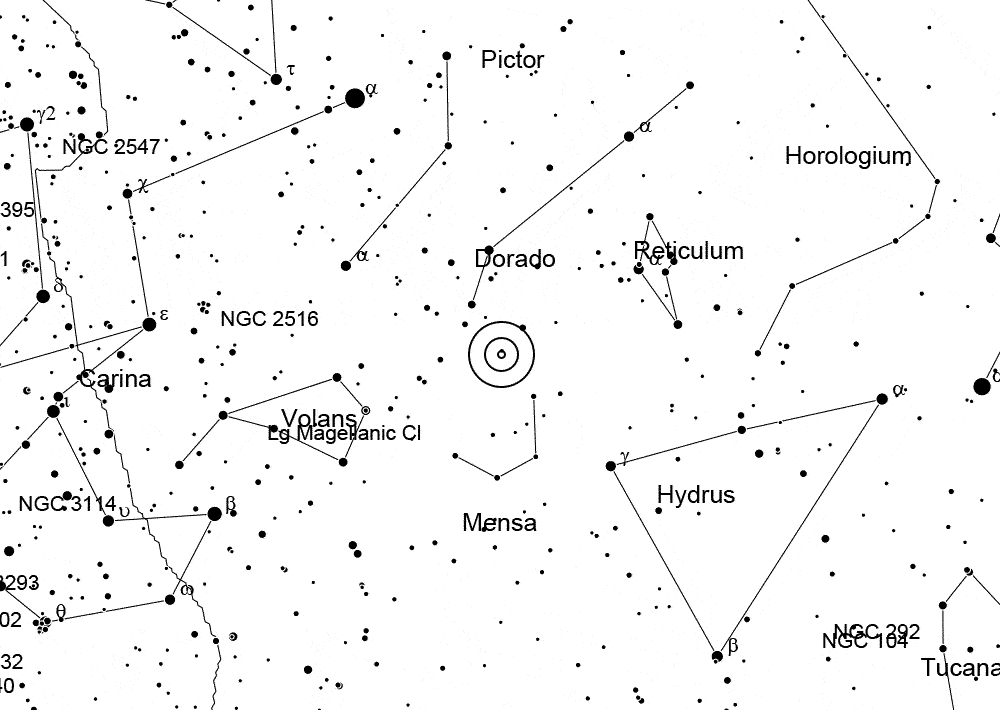 Pictor
τ
α
γ2
α
NGC 2547
Horologium
χ
395
Reticulum
α
α
Dorado
1
δ
ε
NGC 2516
Carina
α
ι
Volans
Lg Magellanic Cl
γ
Hydrus
NGC 3114
υ
β
Mensa
3293
ω
θ
02
NGC 292
NGC 104
β
32
Tucana
40